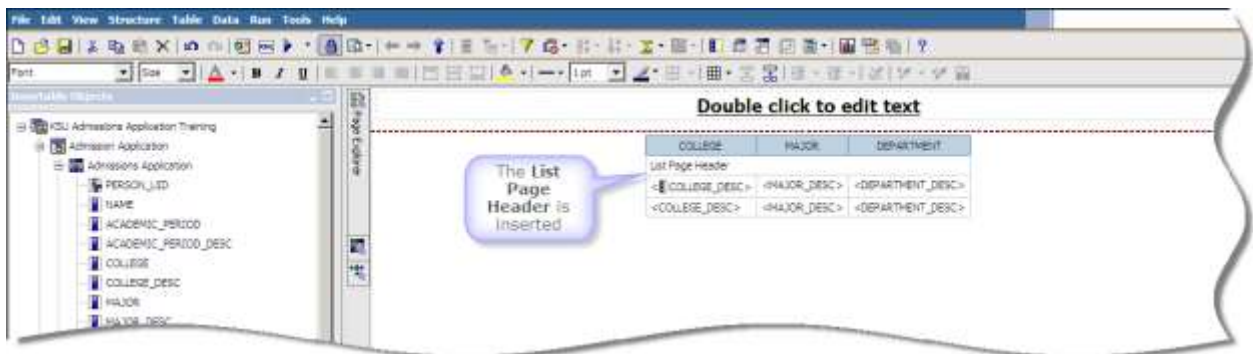 File Edit View Structure Table Data Run Tools Help
Font Size 1 pt
Insertable Objects
KSU Admissions Application Training
Admission Application
Admissions Application
PERSON_UID
NAME
ACADEMIC_PERIOD
ACADEMIC_PERIOD_DESC
COLLEGE
COLLEGE_DESC
MAJOR
MAJOR_DESC
Page Explorer
Double click to edit text
COLLEGE MAJOR DEPARTMENT
List Page Header
<COLLEGE_DESC> <MAJOR_DESC> <DEPARTMENT_DESC>
<COLLEGE_DESC> <MAJOR_DESC> <DEPARTMENT_DESC>
The List
Page
Header is
inserted